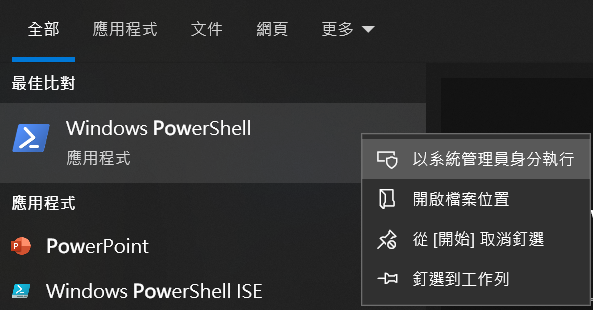 全部 應用程式 文件 網頁 更多
最佳比對
Windows PowerShell
應用程式
以系統管理員身分執行
開啟檔案位置
從 [開始] 取消釘選
釘選到工作列
應用程式
PowerPoint
Windows PowerShell ISE